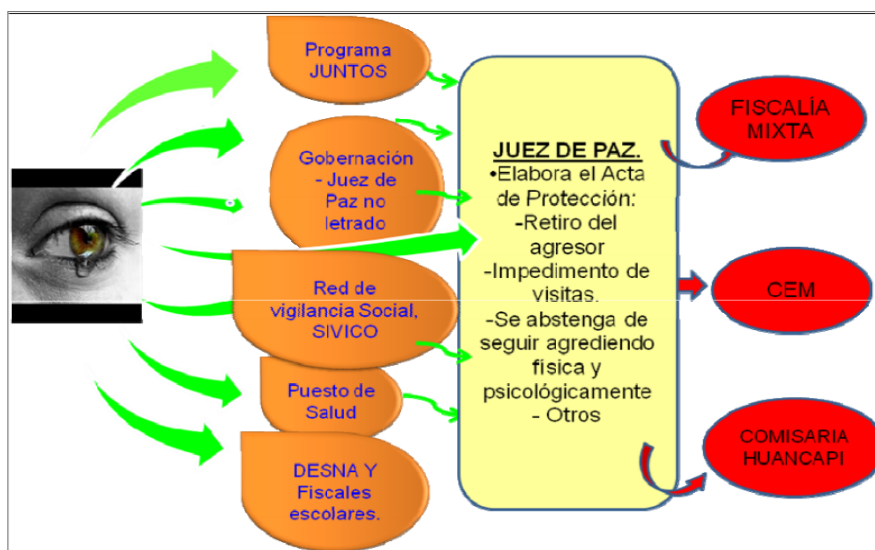 Programa
JUNTOS
Gobernación
- Juez de
Paz no
letrado
Red de
vigilancia Social,
SIVICO
Puesto de
Salud
DESNA Y
Fiscales
escolares.
JUEZ DE PAZ.
•Elabora el Acta
de Protección:
-Retiro del
agresor
-Impedimento de
visitas.
-Se abstenga de
seguir agrediendo
física y
psicológicamente
- Otros
FISCALÍA
MIXTA
CEM
COMISARIA
HUANCAPI